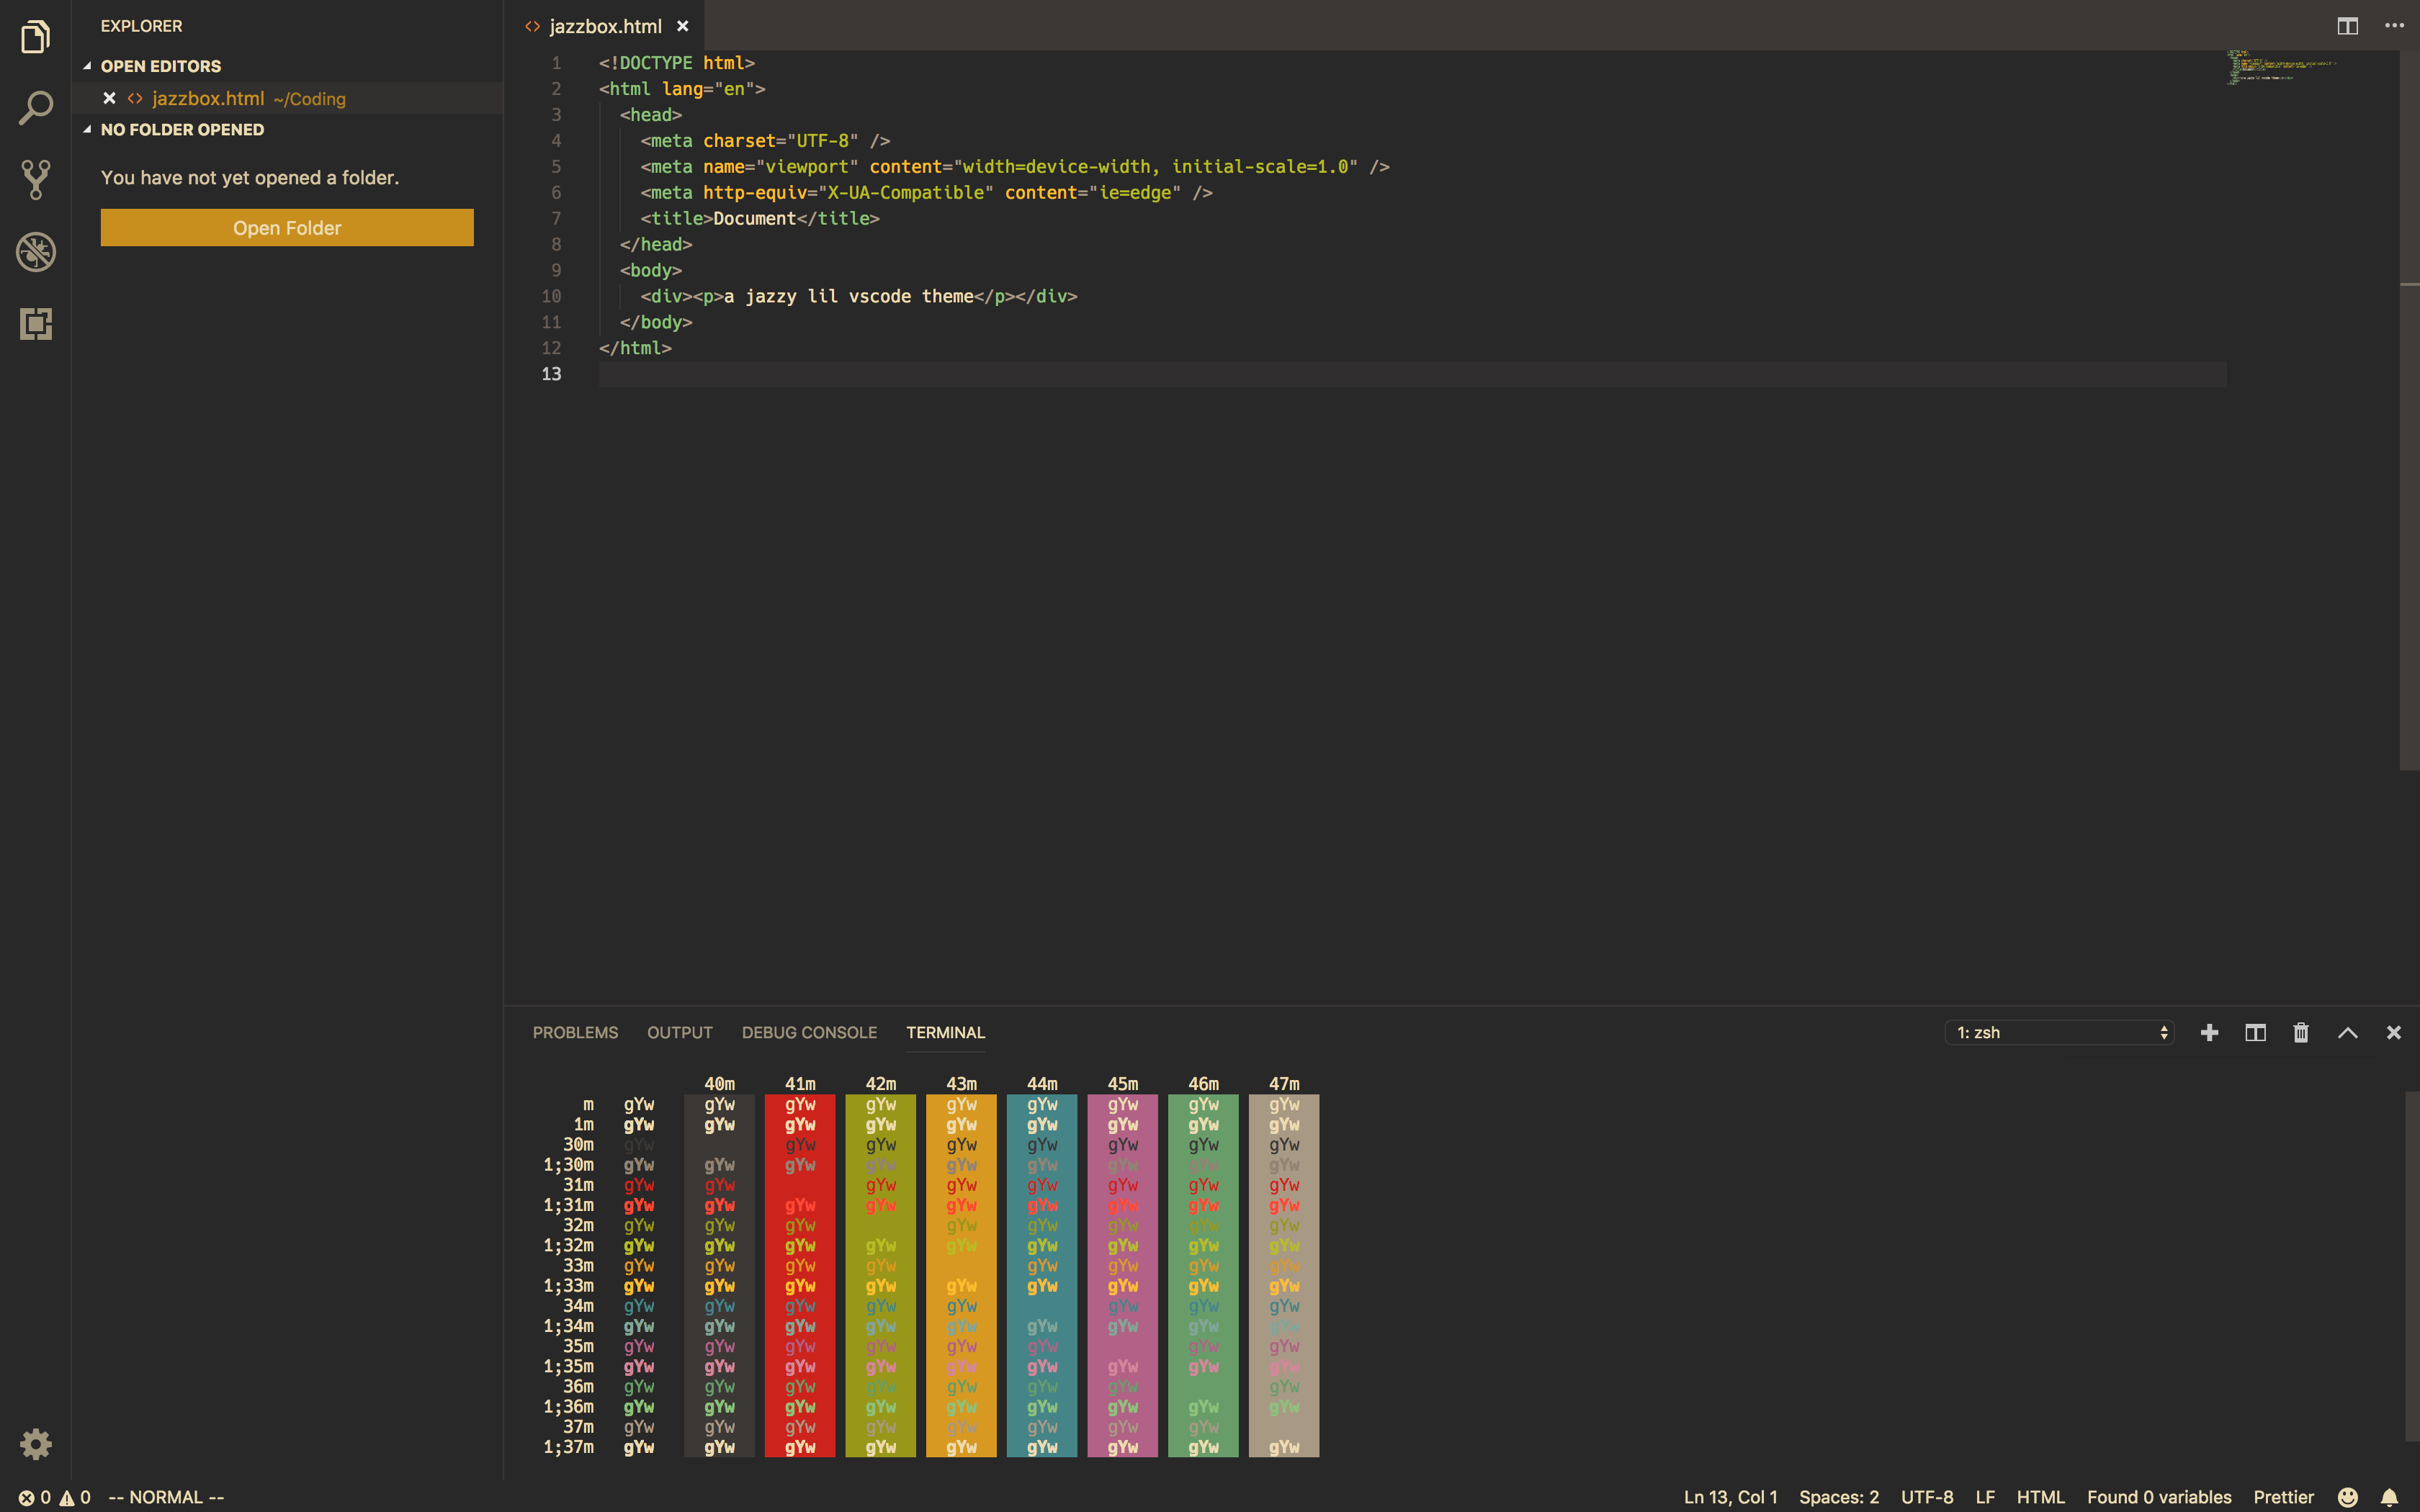 EXPLORER
OPEN EDITORS
jazzbox.html ~/Coding
NO FOLDER OPENED
You have not yet opened a folder.
Open Folder
jazzbox.html
1 <!DOCTYPE html>
2 <html lang="en">
3 <head>
4 <meta charset="UTF-8" />
5 <meta name="viewport" content="width=device-width, initial-scale=1.0" />
6 <meta http-equiv="X-UA-Compatible" content="ie=edge" />
7 <title>Document</title>
8 </head>
9 <body>
10 <div><p>a jazzy lil vscode theme</p></div>
11 </body>
12 </html>
13
PROBLEMS OUTPUT DEBUG CONSOLE TERMINAL 1: zsh
40m 41m 42m 43m 44m 45m 46m 47m
m gYw gYw gYw gYw gYw gYw gYw gYw gYw
1m gYw gYw gYw gYw gYw gYw gYw gYw gYw
30m gYw gYw gYw gYw gYw gYw gYw gYw
1;30m gYw gYw gYw gYw gYw gYw gYw gYw gYw
31m gYw gYw gYw gYw gYw gYw gYw gYw
1;31m gYw gYw gYw gYw gYw gYw gYw gYw gYw
32m gYw gYw gYw gYw gYw gYw gYw gYw
1;32m gYw gYw gYw gYw gYw gYw gYw gYw gYw
33m gYw gYw gYw gYw gYw gYw gYw gYw
1;33m gYw gYw gYw gYw gYw gYw gYw gYw gYw
34m gYw gYw gYw gYw gYw gYw gYw gYw
1;34m gYw gYw gYw gYw gYw gYw gYw gYw gYw
35m gYw gYw gYw gYw gYw gYw gYw gYw
1;35m gYw gYw gYw gYw gYw gYw gYw gYw gYw
36m gYw gYw gYw gYw gYw gYw gYw gYw
1;36m gYw gYw gYw gYw gYw gYw gYw gYw gYw
37m gYw gYw gYw gYw gYw gYw gYw gYw
1;37m gYw gYw gYw gYw gYw gYw gYw gYw gYw
0 0 -- NORMAL -- Ln 13, Col 1 Spaces: 2 UTF-8 LF HTML Found 0 variables Prettier